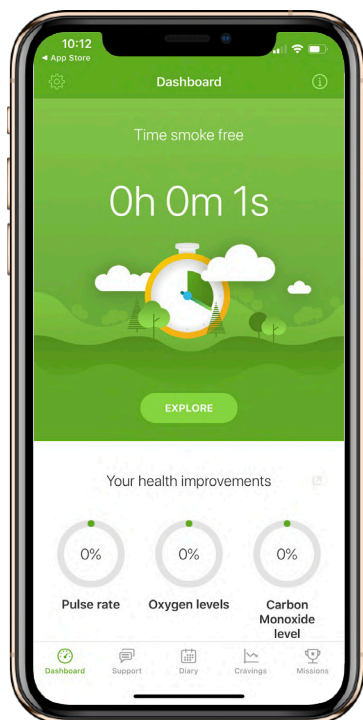 10:12
◀ App Store
Dashboard
Time smoke free
0h 0m 1s
EXPLORE
Your health improvements
0%
0%
0%
Pulse rate
Oxygen levels
Carbon
Monoxide
level
Dashboard
Support
Diary
Cravings
Missions